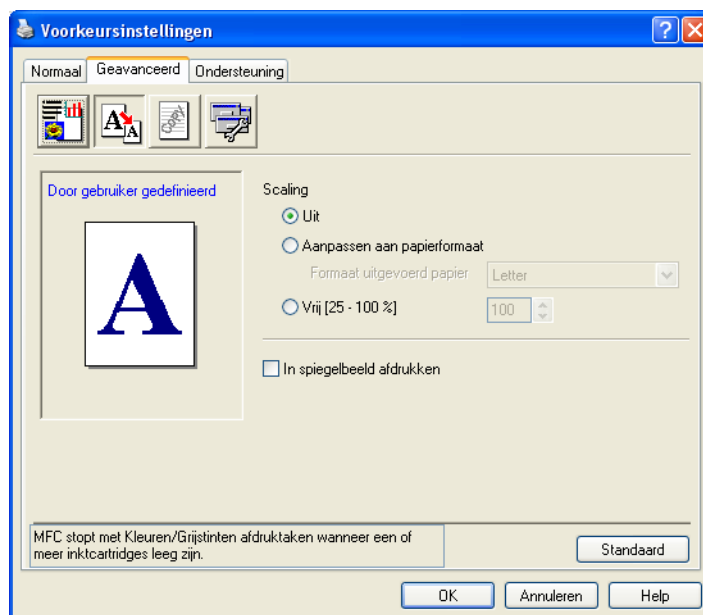 Voorkeursinstellingen
Normaal Geavanceerd Ondersteuning
A A copy
Door gebruiker gedefinieerd
A
Scaling
Uit
Aanpassen aan papierformaat
Formaat uitgevoerd papier Letter
Vrij [25 - 100 %] 100
In spiegelbeeld afdrukken
MFC stopt met Kleuren/Grijstinten afdruktaken wanneer een of
meer inktcartridges leeg zijn.
Standaard
OK Annuleren Help